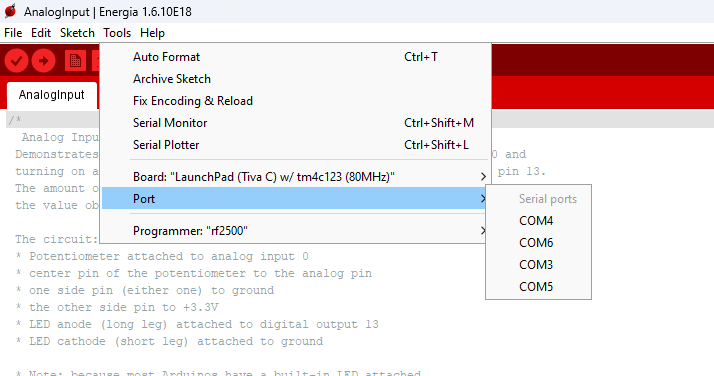 AnalogInput | Energia 1.6.10E18
File Edit Sketch Tools Help
Auto Format Ctrl+T
Archive Sketch
Fix Encoding & Reload
Serial Monitor Ctrl+Shift+M
Serial Plotter Ctrl+Shift+L
Board: "LaunchPad (Tiva C) w/ tm4c123 (80MHz)"
Port
Programmer: "rf2500"
Serial ports
COM4
COM6
COM3
COM5
AnalogInput
/*
Analog Inpu
Demonstrates 0 and
turning on a pin 13.
The amount o
the value ob
The circuit:
* Potentiometer attached to analog input 0
* center pin of the potentiometer to the analog pin
* one side pin (either one) to ground
* the other side pin to +3.3V
* LED anode (long leg) attached to digital output 13
* LED cathode (short leg) attached to ground
* Note: because most Arduinos have a built-in LED attached